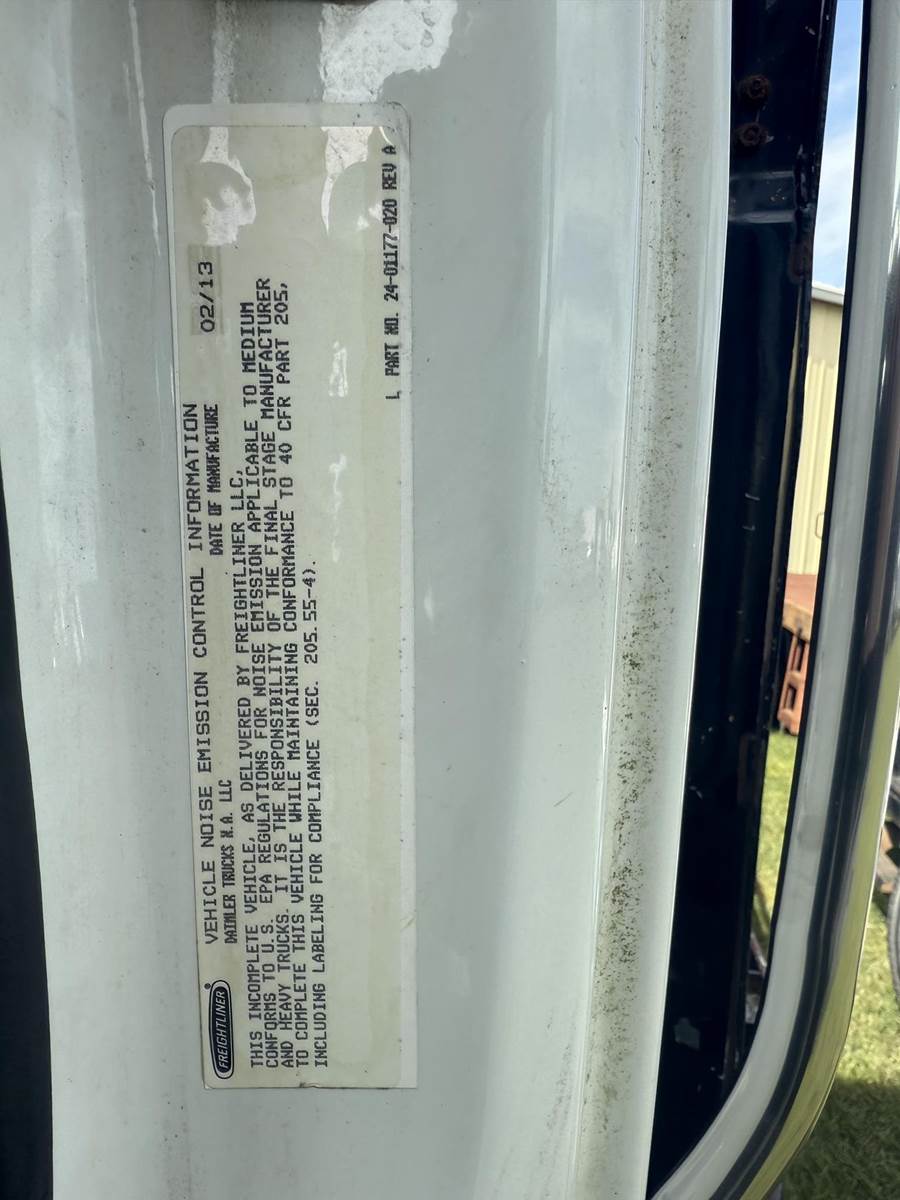 VEHICLE NOISE EMISSION CONTROL INFORMATION
DAIMLER TRUCKS N.A. LLC DATE OF MANUFACTURE 02/13
FREIGHTLINER®
THIS INCOMPLETE VEHICLE, AS DELIVERED BY FREIGHTLINER LLC,
CONFORMS TO U.S. EPA REGULATIONS FOR NOISE EMISSION APPLICABLE TO MEDIUM
AND HEAVY TRUCKS. IT IS THE RESPONSIBILITY OF THE FINAL STAGE MANUFACTURER
TO COMPLETE THIS VEHICLE WHILE MAINTAINING CONFORMANCE TO 40 CFR PART 205,
INCLUDING LABELING FOR COMPLIANCE (SEC. 205.55-4).
L PART NO. 24-01177-020 REV A